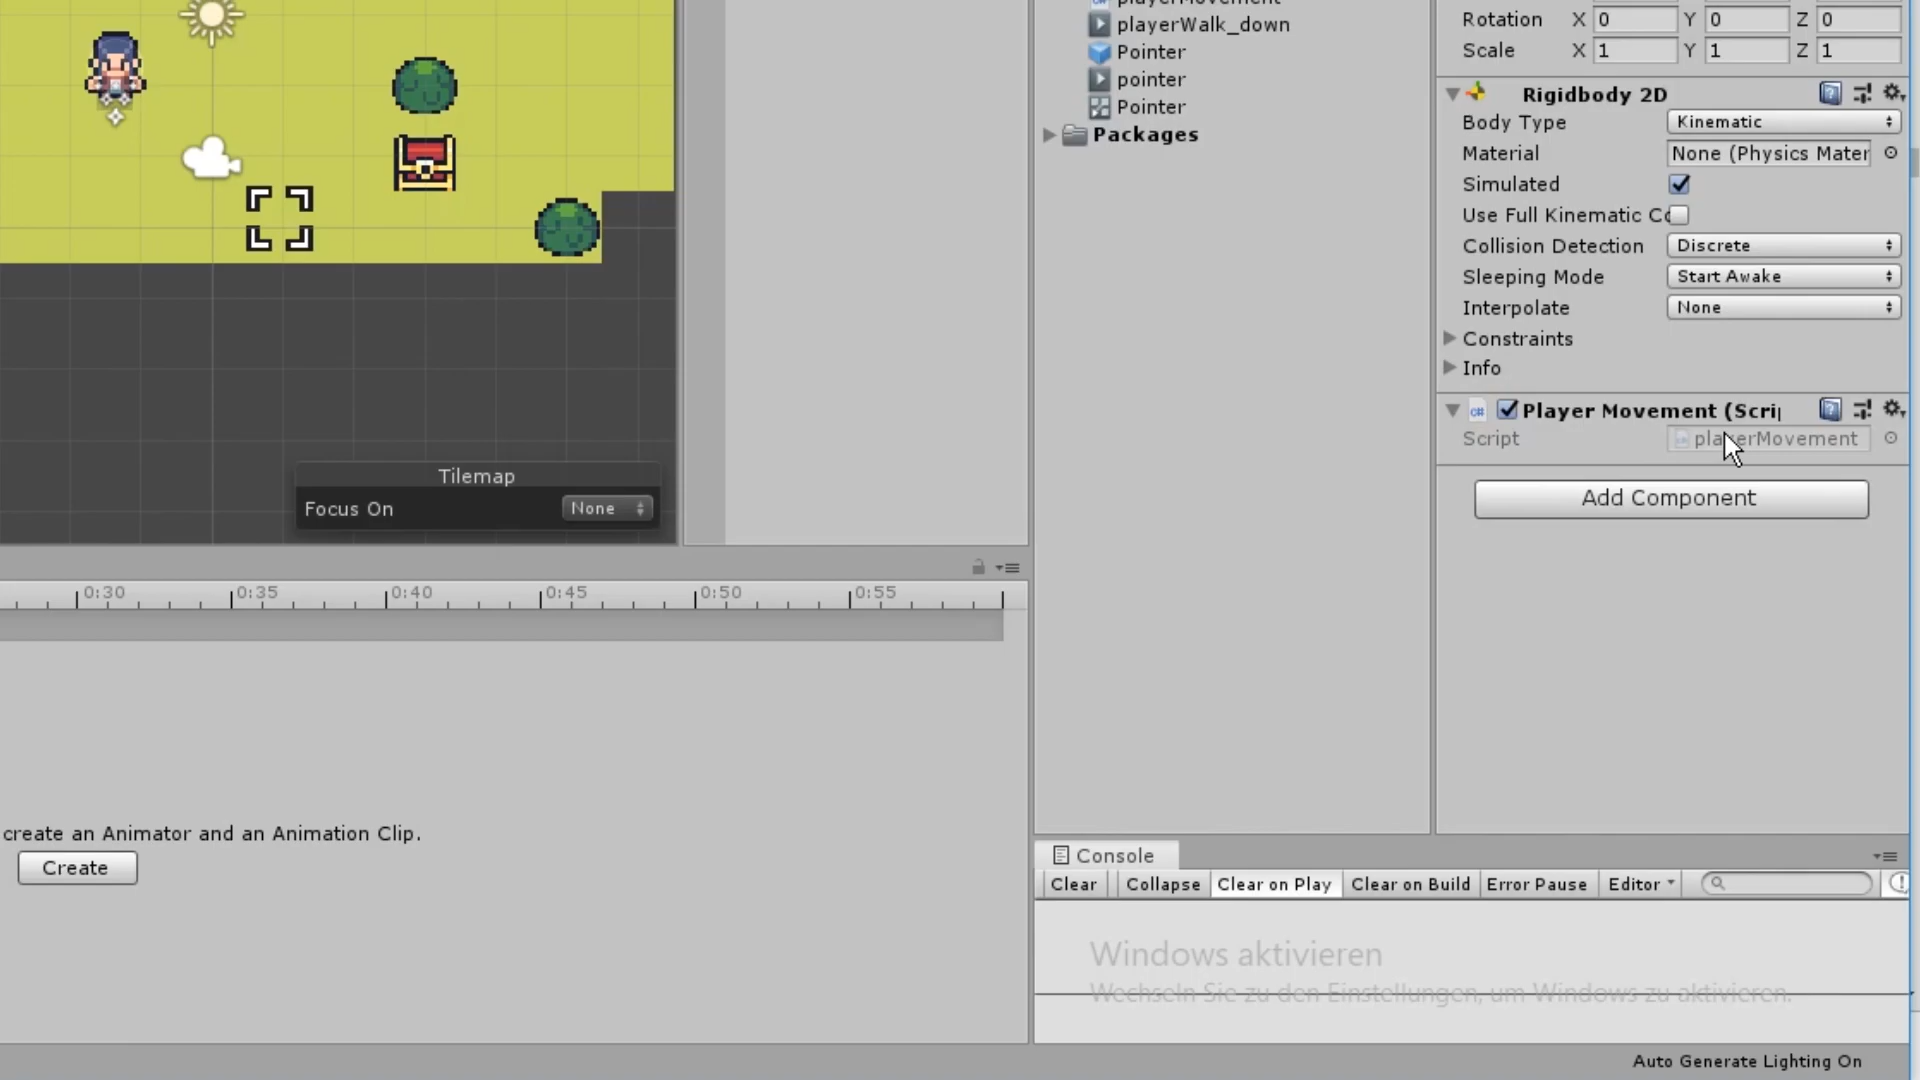 playerMovement
playerWalk_down
Pointer
pointer
Pointer
Packages
Rotation X 0 Y 0 Z 0
Scale X 1 Y 1 Z 1
Rigidbody 2D
Body Type Kinematic
Material None (Physics Mater
Simulated
Use Full Kinematic Co
Collision Detection Discrete
Sleeping Mode Start Awake
Interpolate None
Constraints
Info
Player Movement (Scrip
Script playerMovement
Add Component
Tilemap
Focus On None
0:30 0:35 0:40 0:45 0:50 0:55
create an Animator and an Animation Clip.
Create
Console
Clear Collapse Clear on Play Clear on Build Error Pause Editor
Windows aktivieren
Wechseln Sie zu den Einstellungen, um Windows zu aktivieren.
Auto Generate Lighting On